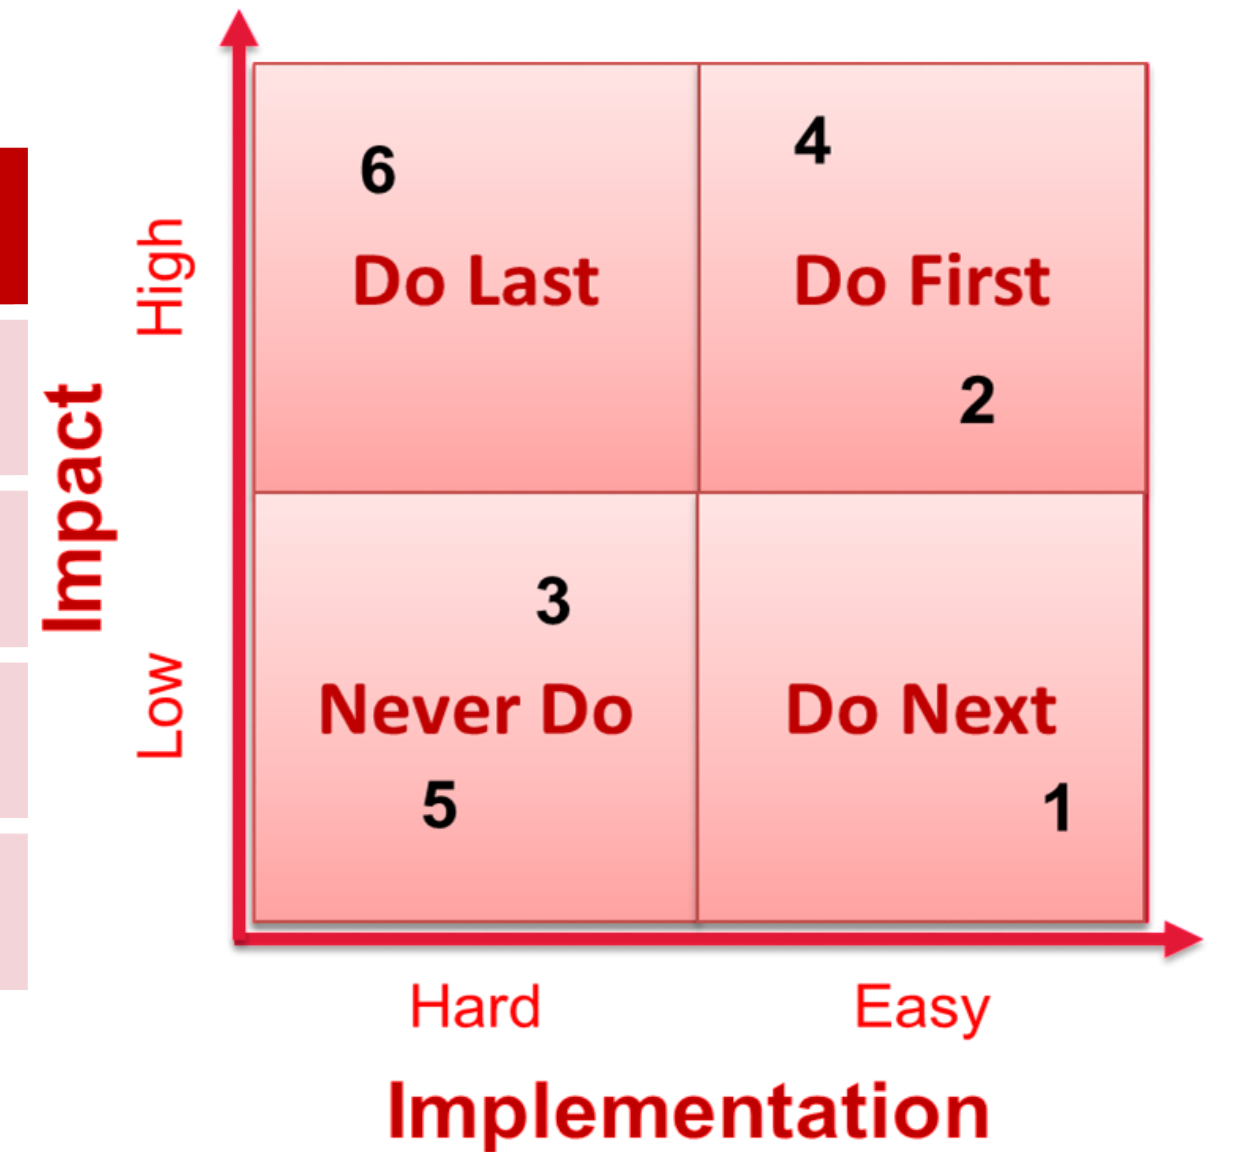 6
4
High
Do Last
Do First
Impact
2
3
Low
Never Do
Do Next
5
1
Hard
Easy
Implementation